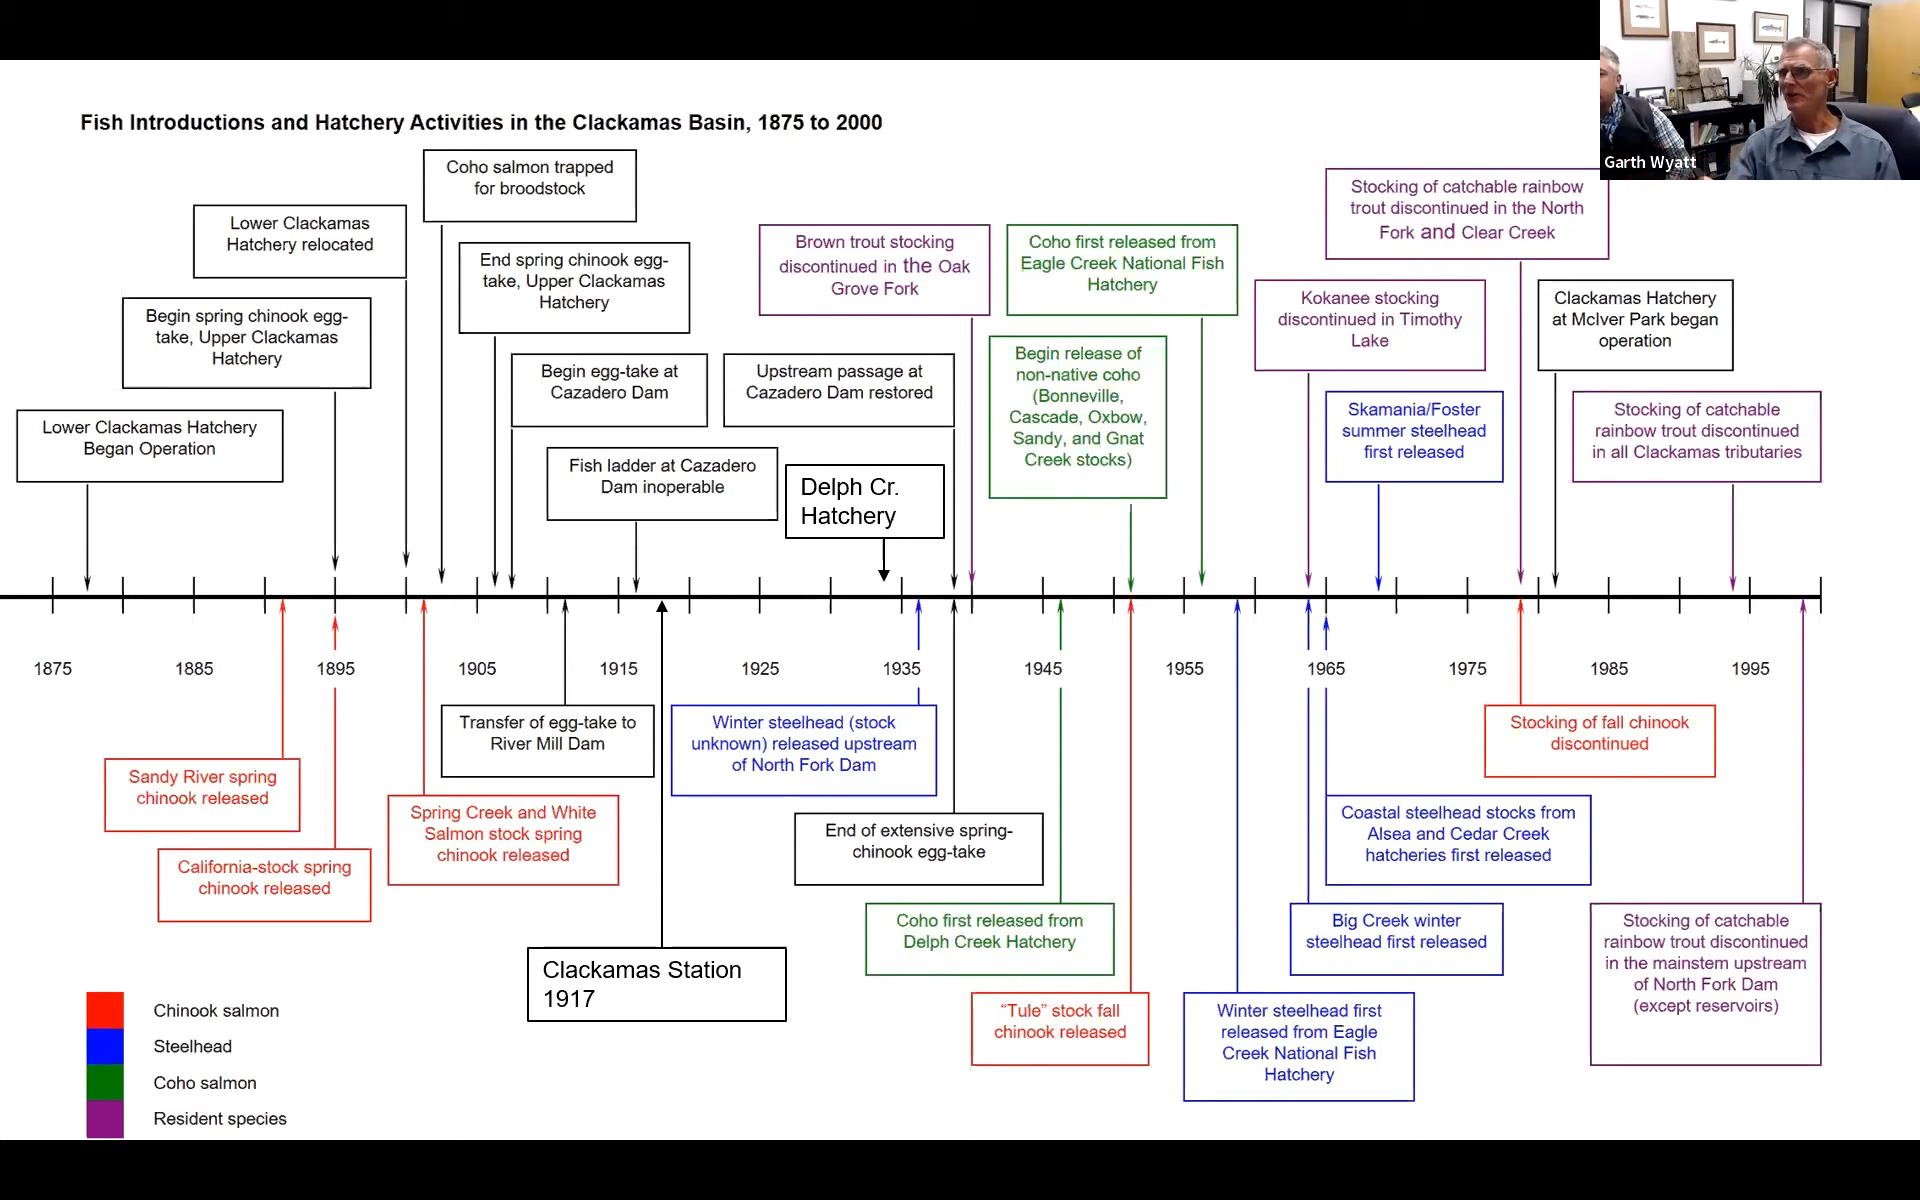 Garth Wyatt
Fish Introductions and Hatchery Activities in the Clackamas Basin, 1875 to 2000
Coho salmon trapped
for broodstock
Lower Clackamas
Hatchery relocated
Begin spring chinook egg-
take, Upper Clackamas
Hatchery
Lower Clackamas Hatchery
Began Operation
End spring chinook egg-
take, Upper Clackamas
Hatchery
Begin egg-take at
Cazadero Dam
Fish ladder at Cazadero
Dam inoperable
Brown trout stocking
discontinued in the Oak
Grove Fork
Upstream passage at
Cazadero Dam restored
Delph Cr.
Hatchery
Coho first released from
Eagle Creek National Fish
Hatchery
Begin release of
non-native coho
(Bonneville,
Cascade, Oxbow,
Sandy, and Gnat
Creek stocks)
Stocking of catchable rainbow
trout discontinued in the North
Fork and Clear Creek
Kokanee stocking
discontinued in Timothy
Lake
Skamania/Foster
summer steelhead
first released
Clackamas Hatchery
at McIver Park began
operation
Stocking of catchable
rainbow trout discontinued
in all Clackamas tributaries
1875
1885
1895
1905
1915
1925
1935
1945
1955
1965
1975
1985
1995
Sandy River spring
chinook released
California-stock spring
chinook released
Spring Creek and White
Salmon stock spring
chinook released
Transfer of egg-take to
River Mill Dam
Clackamas Station
1917
Winter steelhead (stock
unknown) released upstream
of North Fork Dam
End of extensive spring-
chinook egg-take
Coho first released from
Delph Creek Hatchery
“Tule” stock fall
chinook released
Winter steelhead first
released from Eagle
Creek National Fish
Hatchery
Big Creek winter
steelhead first released
Coastal steelhead stocks from
Alsea and Cedar Creek
hatcheries first released
Stocking of fall chinook
discontinued
Stocking of catchable
rainbow trout discontinued
in the mainstem upstream
of North Fork Dam
(except reservoirs)
Chinook salmon
Steelhead
Coho salmon
Resident species